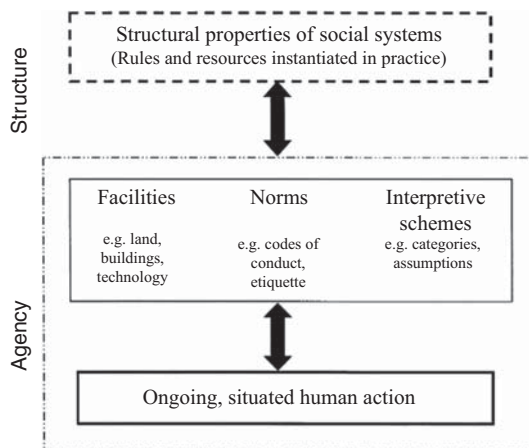 Structure
Structural properties of social systems
(Rules and resources instantiated in practice)
Agency
Facilities
e.g. land,
buildings,
technology
Norms
e.g. codes of
conduct,
etiquette
Interpretive
schemes
e.g. categories,
assumptions
Ongoing, situated human action